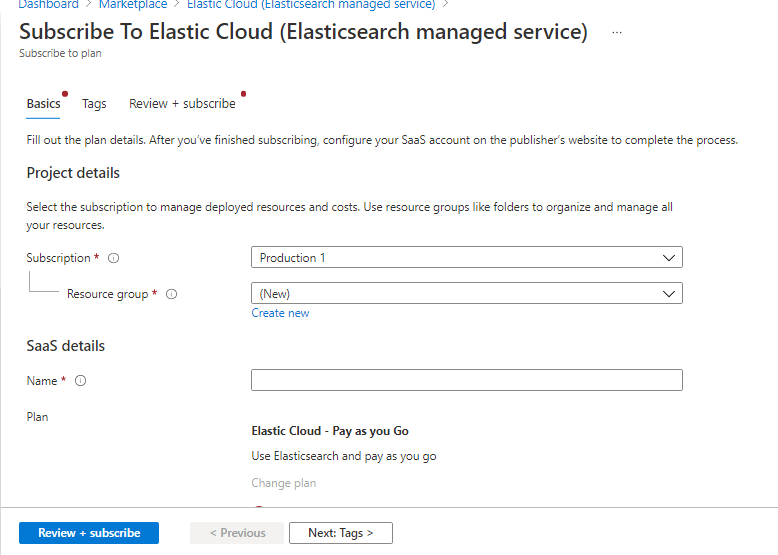 Dashboard > Marketplace > Elastic Cloud (Elasticsearch managed service) >
Subscribe To Elastic Cloud (Elasticsearch managed service) ...
Subscribe to plan
Basics Tags Review + subscribe
Fill out the plan details. After you've finished subscribing, configure your SaaS account on the publisher's website to complete the process.
Project details
Select the subscription to manage deployed resources and costs. Use resource groups like folders to organize and manage all
your resources.
Subscription * Production 1
Resource group * (New)
Create new
SaaS details
Name *
Plan
Elastic Cloud - Pay as you Go
Use Elasticsearch and pay as you go
Change plan
Review + subscribe < Previous Next: Tags >